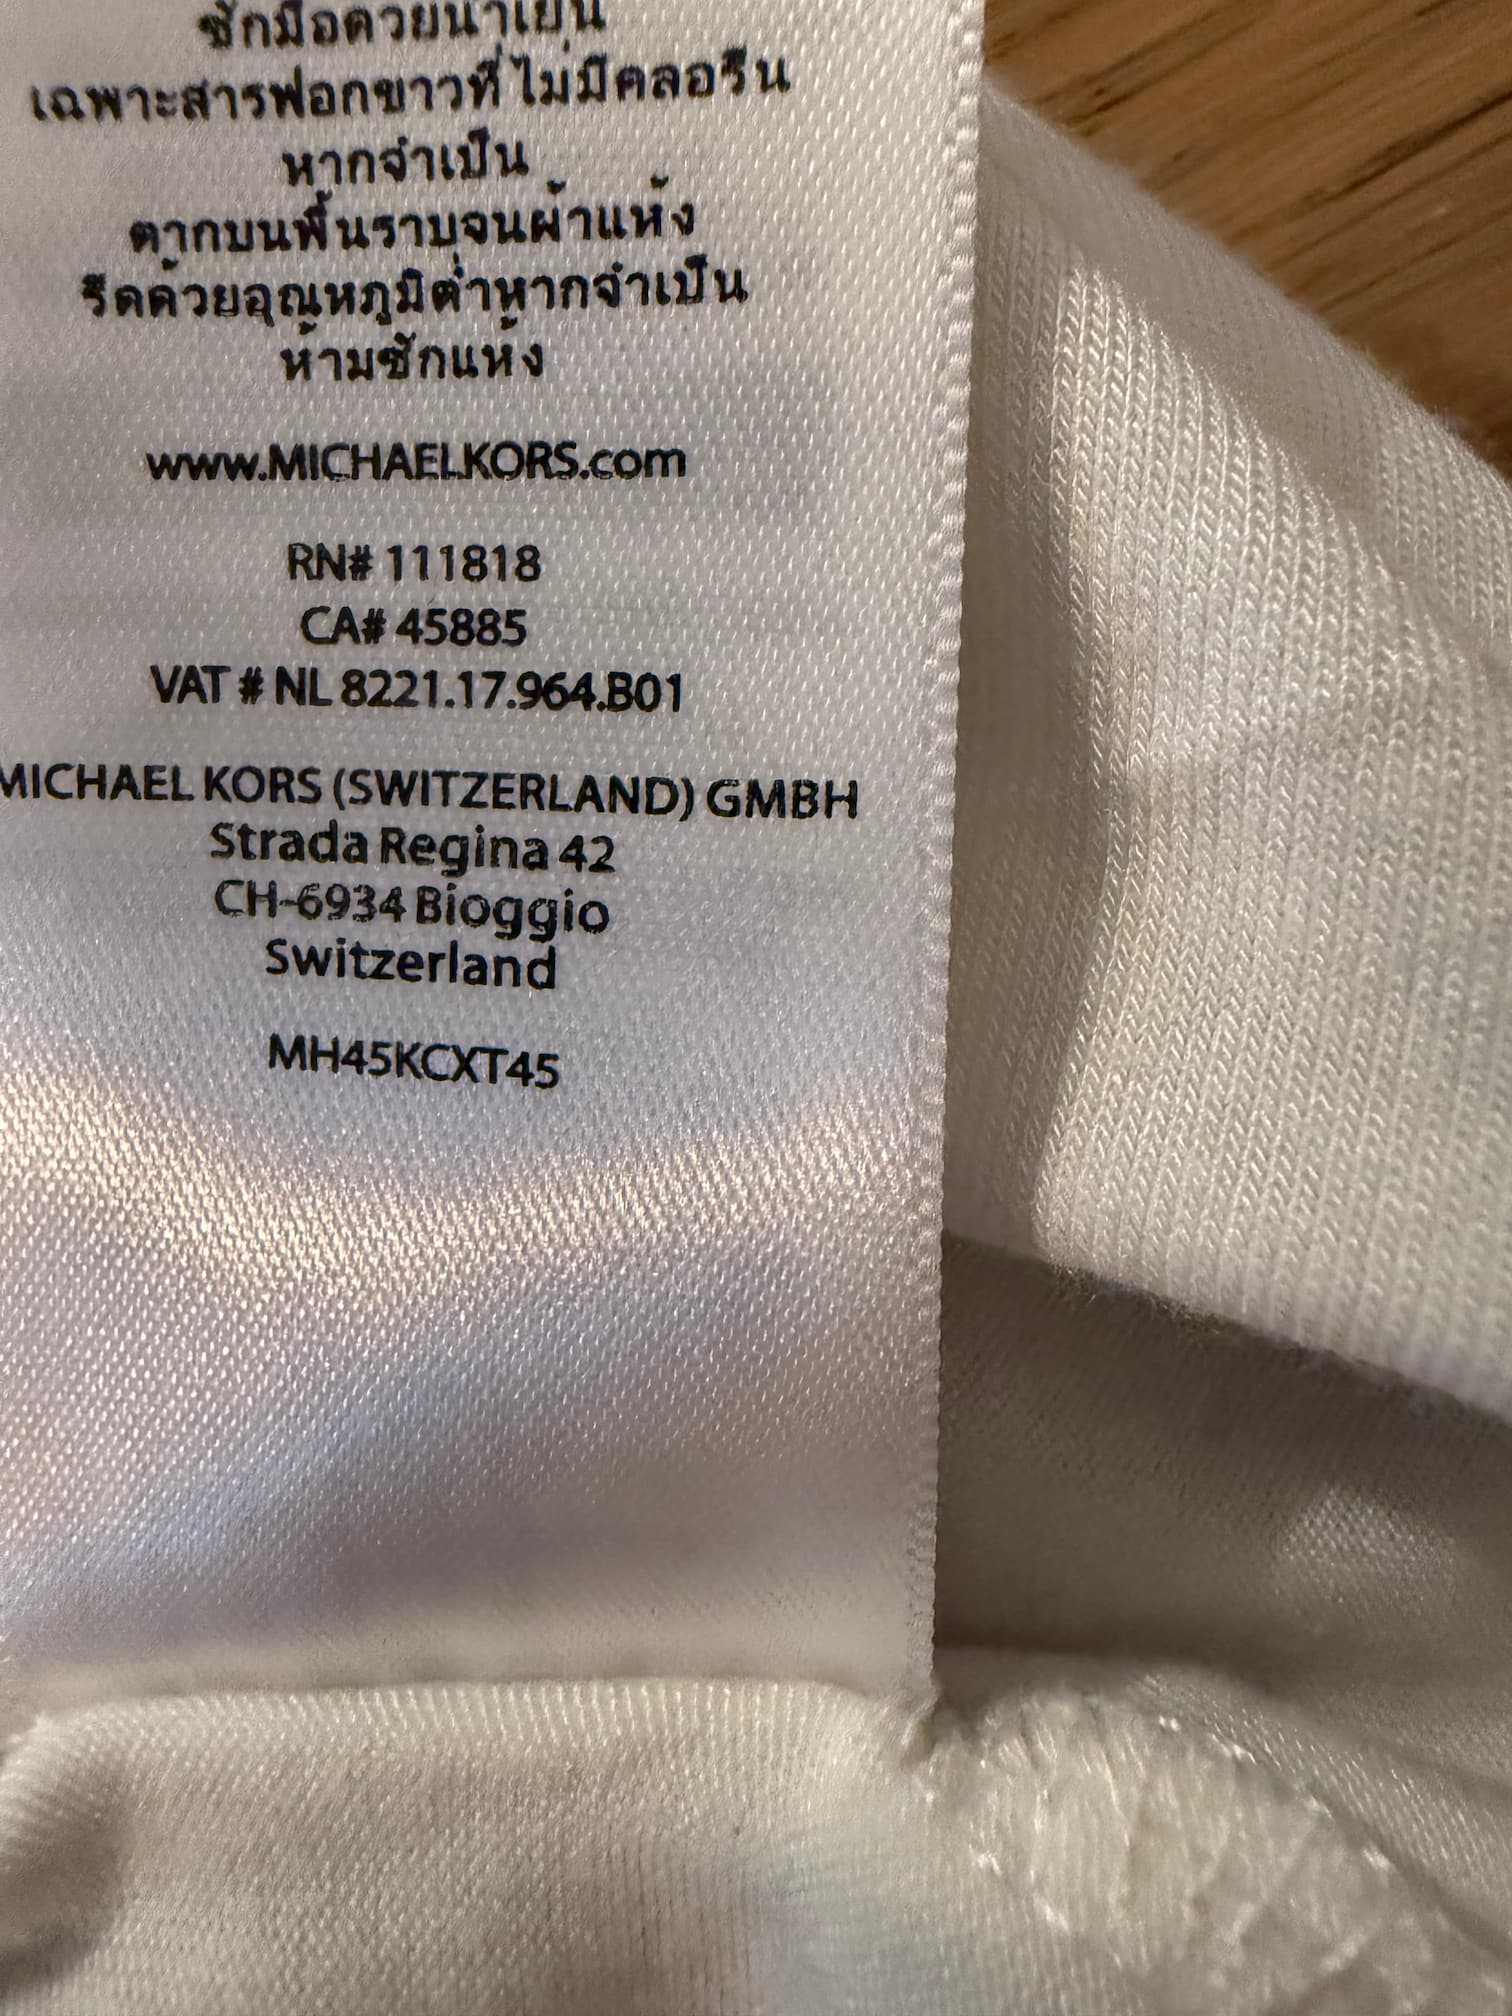 ซักมือด้วยน้ำเย็น
เฉพาะสารฟอกขาวที่ไม่มีคลอรีน
หากจำเป็น
ตากบนพื้นราบจนผ้าแห้ง
รีดด้วยอุณหภูมิต่ำหากจำเป็น
ห้ามซักแห้ง
www.MICHAELKORS.com
RN# 111818
CA# 45885
VAT # NL 8221.17.964.B01
MICHAEL KORS (SWITZERLAND) GMBH
Strada Regina 42
CH-6934 Bioggio
Switzerland
MH45KCXT45